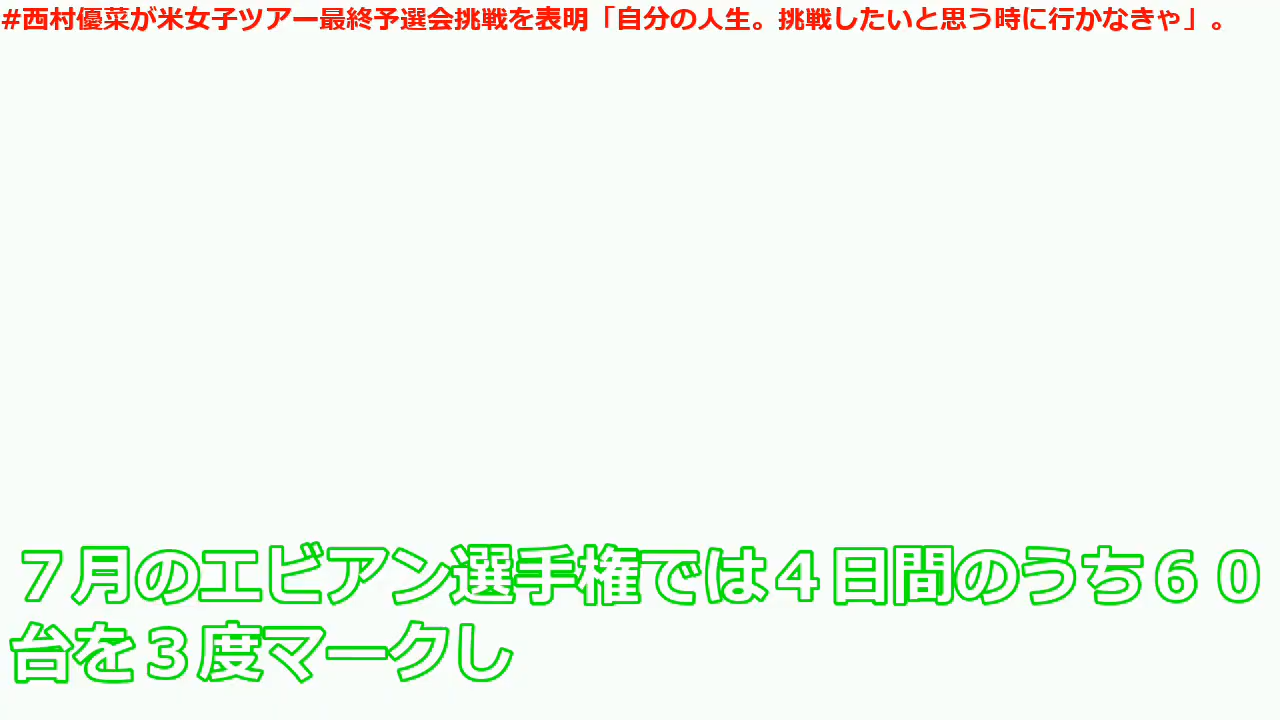 #西村優菜が米女子ツアー最終予選会挑戦を表明「自分の人生。挑戦したいと思う時に行かなきゃ」。
７月のエビアン選手権では４日間のうち６０
台を３度マークし